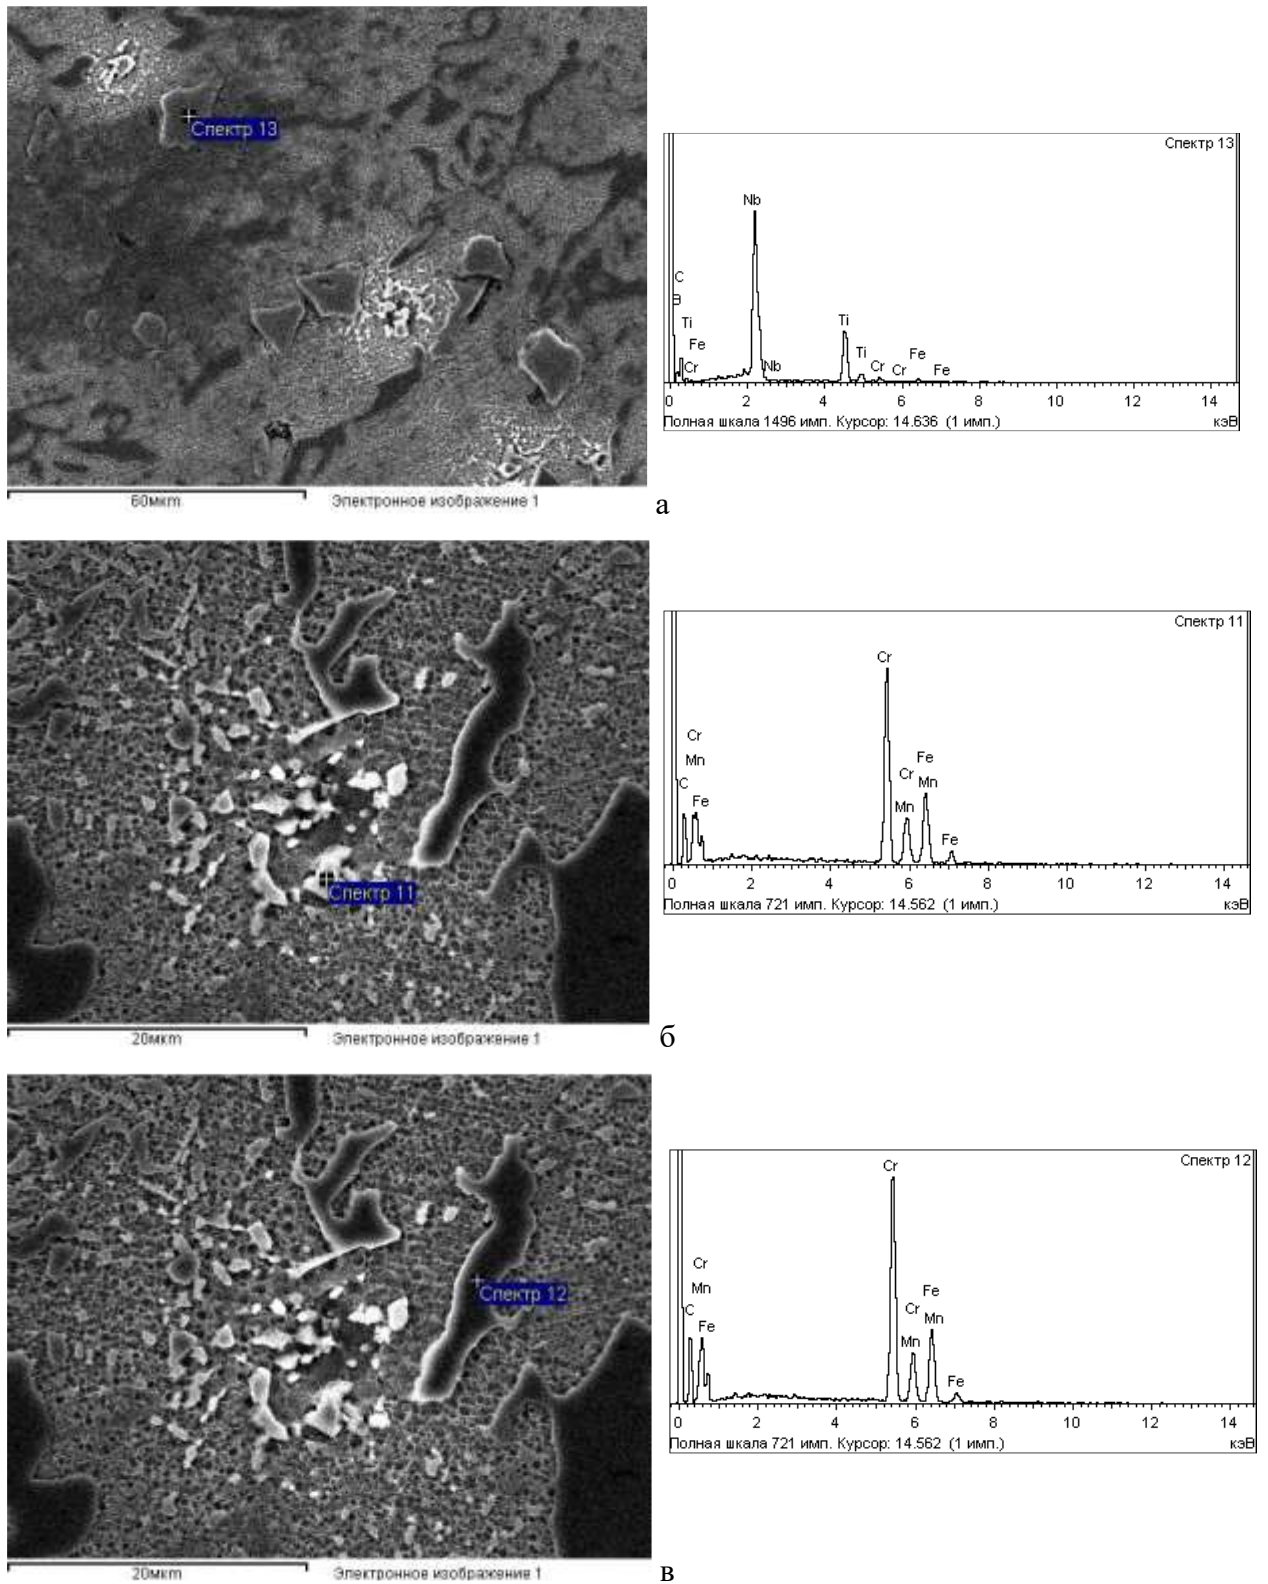 Спектр 13
60мкm
Электронное изображение 1
Спектр 13
Nb
C
B
Ti
Fe
Cr
Nb
Ti
Ti
Cr
Cr
Fe
Fe
0 2 4 6 8 10 12 14
Полная шкала 1496 имп. Курсор: 14.636 (1 имп.)
кэВ
а
Спектр 11
20мкm
Электронное изображение 1
Спектр 11
Cr
Cr
Mn
C
Fe
Cr
Mn
Fe
Mn
Fe
0 2 4 6 8 10 12 14
Полная шкала 721 имп. Курсор: 14.562 (1 имп.)
кэВ
б
Спектр 12
20мкm
Электронное изображение 1
Спектр 12
Cr
Cr
Mn
C
Fe
Cr
Mn
Fe
Mn
Fe
0 2 4 6 8 10 12 14
Полная шкала 721 имп. Курсор: 14.562 (1 имп.)
кэВ
в